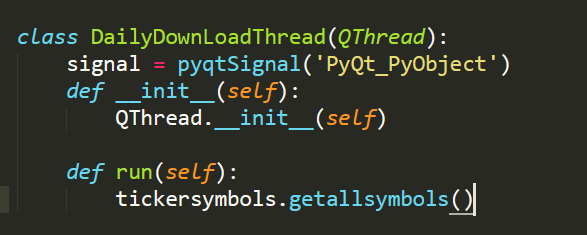 class DailyDownLoadThread(QThread):
    signal = pyqtSignal('PyQt_PyObject')
    def __init__(self):
        QThread.__init__(self)

    def run(self):
        tickersymbols.getallsymbols()